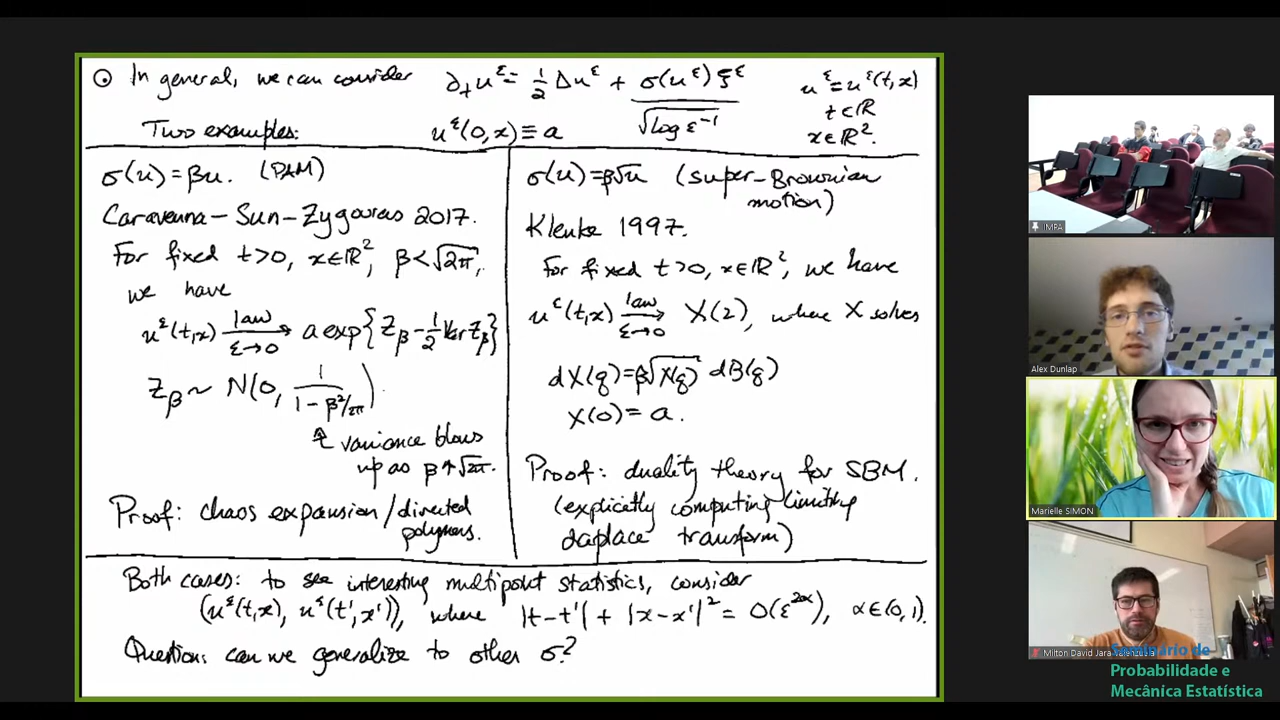 ⊙ In general, we can consider ∂ₜu^ε = ½Δu^ε + σ(u^ε)ξ^ε / √(log ε⁻¹) u^ε = u^ε(t,x)
t∈ℝ
Two examples: u^ε(0,x) ≡ a x∈ℝ².
σ(u) = βu. (PAM)
Caravenna–Sun–Zygouras 2017.
For fixed t>0, x∈ℝ², β<√2π,
we have
u^ε(t,x) →(law, ε→0) a exp{Z_β − ½ Var Z_β}
Z_β ~ N(0, 1/(1−β²/2π)).
↑ variance blows
up as β↑√2π.
Proof: chaos expansion/directed
polymers.
σ(u) = β√u (super-Brownian
motion)
Klenke 1997.
For fixed t>0, x∈ℝ², we have
u^ε(t,x) →(law, ε→0) X(2), where X solves
dX(q) = β√X(q) dB(q)
X(0) = a.
Proof: duality theory for SBM.
(explicitly computing limiting
Laplace transform)
Both cases: to see interesting multipoint statistics, consider
(u^ε(t,x), u^ε(t',x')), where |t−t'| + |x−x'|² = O(ε^{2α}), α∈(0,1).
Question: can we generalize to other σ?
IMPA
Alex Dunlap
Marielle SIMON
Milton David Jara Valenzuela
Seminário de
Probabilidade e
Mecânica Estatística